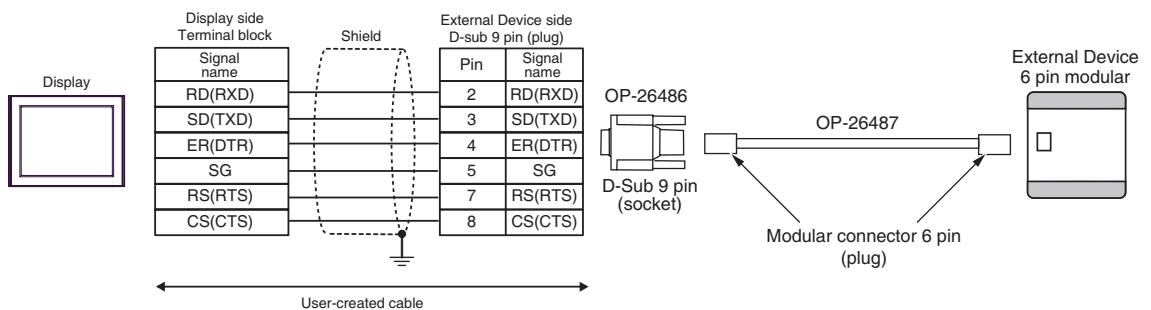 Display
Display side
Terminal block
Shield
External Device side
D-sub 9 pin (plug)
Signal
name
Pin
Signal
name
RD(RXD)
2
RD(RXD)
SD(TXD)
3
SD(TXD)
ER(DTR)
4
ER(DTR)
SG
5
SG
RS(RTS)
7
RS(RTS)
CS(CTS)
8
CS(CTS)
User-created cable
OP-26486
D-Sub 9 pin
(socket)
OP-26487
Modular connector 6 pin
(plug)
External Device
6 pin modular